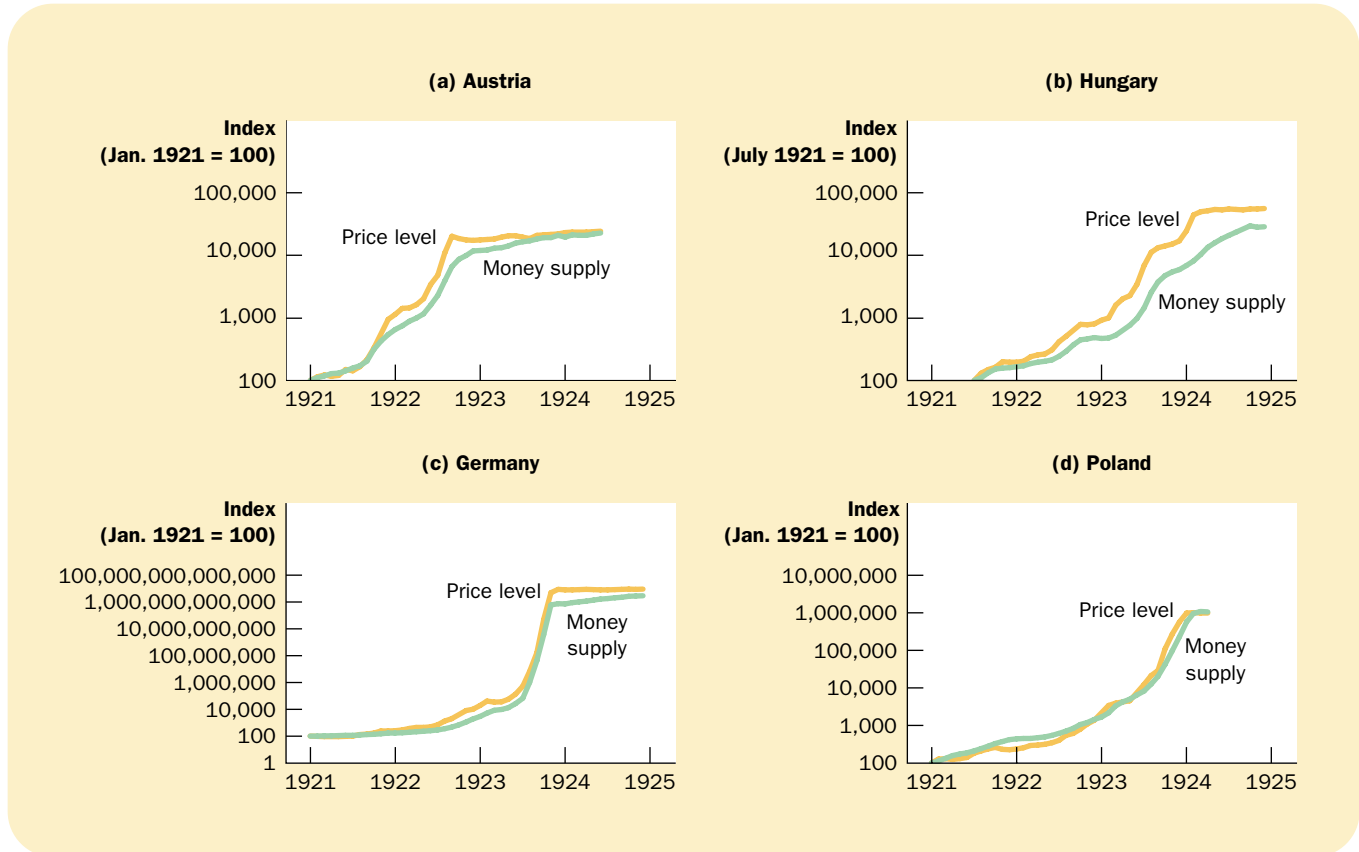 (a) Austria
Index
(Jan. 1921 = 100)
100,000
10,000
1,000
100
Price level
Money supply
1921 1922 1923 1924 1925
(b) Hungary
Index
(July 1921 = 100)
100,000
10,000
1,000
100
Price level
Money supply
1921 1922 1923 1924 1925
(c) Germany
Index
(Jan. 1921 = 100)
100,000,000,000,000
1,000,000,000,000
10,000,000,000
100,000,000
1,000,000
10,000
100
1
Price level
Money
supply
1921 1922 1923 1924 1925
(d) Poland
Index
(Jan. 1921 = 100)
10,000,000
1,000,000
100,000
10,000
1,000
100
Price level
Money
supply
1921 1922 1923 1924 1925